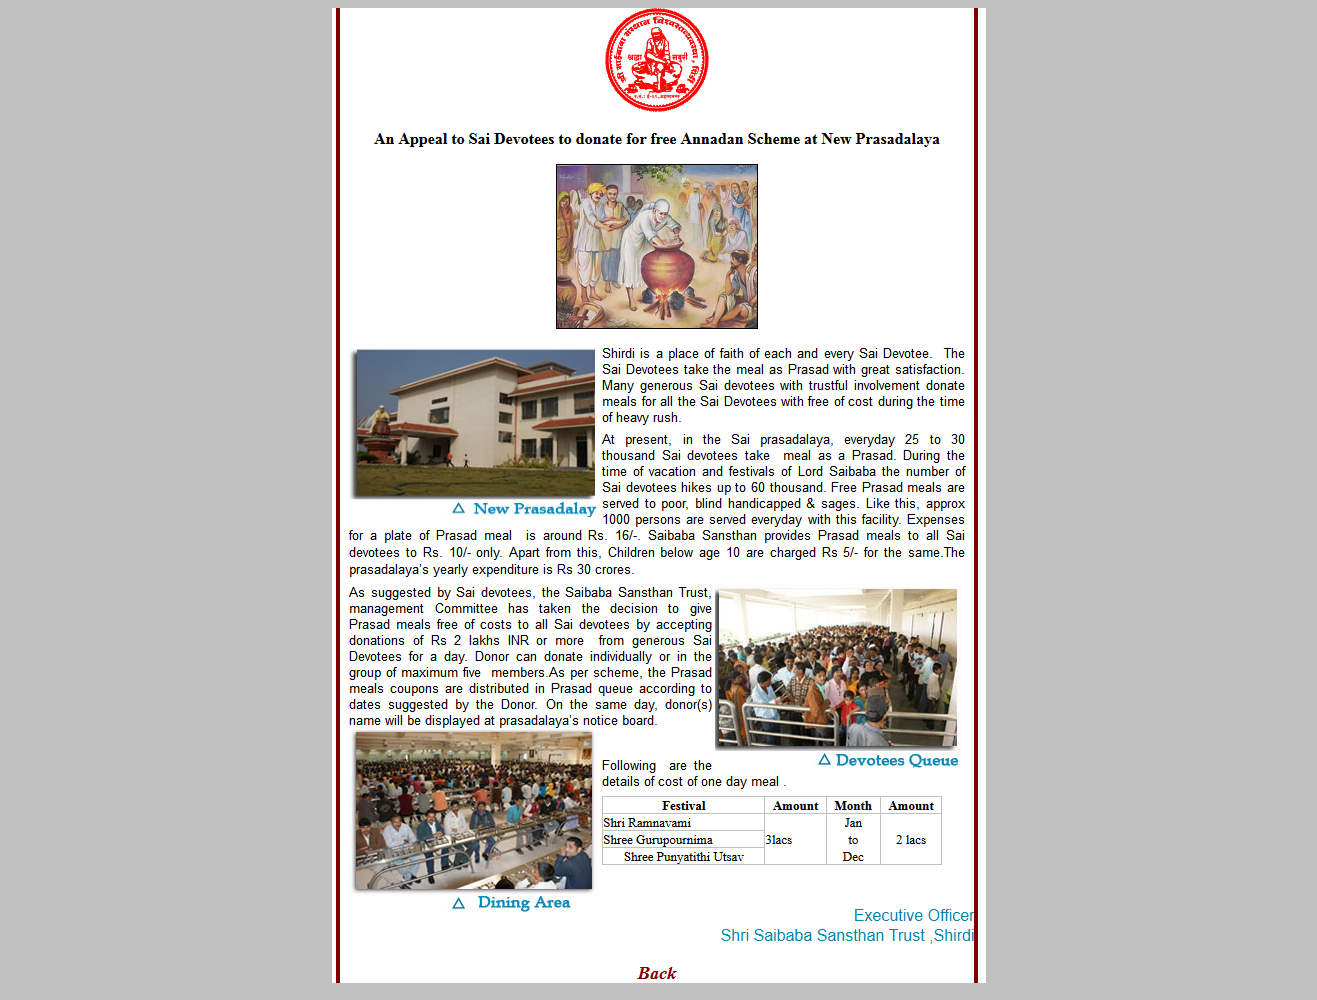 श्री साईबाबा संस्थान विश्वस्तव्यवस्था, शिर्डी
श्रद्धा सबुरी
An Appeal to Sai Devotees to donate for free Annadan Scheme at New Prasadalaya
Shirdi is a place of faith of each and every Sai Devotee. The
Sai Devotees take the meal as Prasad with great satisfaction.
Many generous Sai devotees with trustful involvement donate
meals for all the Sai Devotees with free of cost during the time
of heavy rush.
At present, in the Sai prasadalaya, everyday 25 to 30
thousand Sai devotees take meal as a Prasad. During the
time of vacation and festivals of Lord Saibaba the number of
Sai devotees hikes up to 60 thousand. Free Prasad meals are
served to poor, blind handicapped & sages. Like this, approx
1000 persons are served everyday with this facility. Expenses
△ New Prasadalay
for a plate of Prasad meal is around Rs. 16/-. Saibaba Sansthan provides Prasad meals to all Sai
devotees to Rs. 10/- only. Apart from this, Children below age 10 are charged Rs 5/- for the same.The
prasadalaya's yearly expenditure is Rs 30 crores.
As suggested by Sai devotees, the Saibaba Sansthan Trust,
management Committee has taken the decision to give
Prasad meals free of costs to all Sai devotees by accepting
donations of Rs 2 lakhs INR or more from generous Sai
Devotees for a day. Donor can donate individually or in the
group of maximum five members.As per scheme, the Prasad
meals coupons are distributed in Prasad queue according to
dates suggested by the Donor. On the same day, donor(s)
name will be displayed at prasadalaya's notice board.
△ Devotees Queue
Following are the
details of cost of one day meal .
Festival Amount Month Amount
Shri Ramnavami Jan
Shree Gurupournima 3lacs to 2 lacs
Shree Punyatithi Utsav Dec
△ Dining Area
Executive Officer
Shri Saibaba Sansthan Trust ,Shirdi
Back